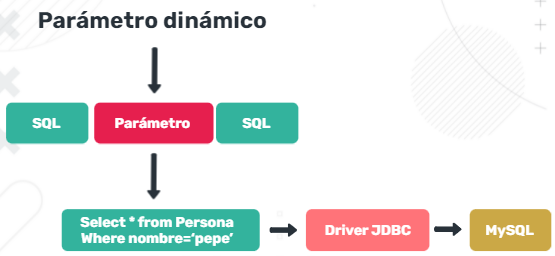 Parámetro dinámico
SQL
Parámetro
SQL
Select * from Persona
Where nombre=‘pepe’
Driver JDBC
MySQL